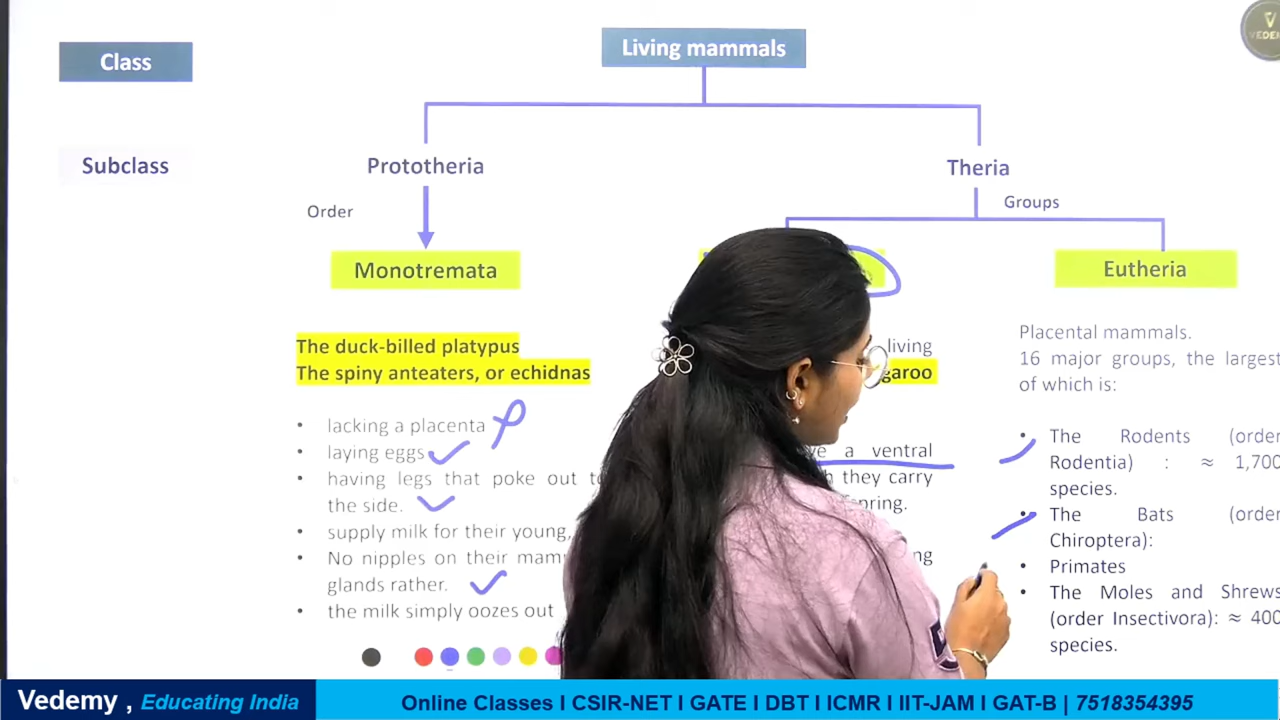 Class
Living mammals
Subclass
Prototheria
Theria
Order
Groups
Monotremata
Eutheria
The duck-billed platypus
The spiny anteaters, or echidnas
• lacking a placenta
• laying eggs
• having legs that poke out
the side.
• supply milk for their young,
• No nipples on their
glands rather.
• the milk simply oozes out
living
a ventral
they carry
Placental mammals.
16 major groups, the largest
of which is:
• The Rodents (order
Rodentia) : ≈ 1,700
species.
• The Bats (order
Chiroptera):
• Primates
• The Moles and Shrews
(order Insectivora): ≈ 400
species.
Vedemy , Educating India
Online Classes I CSIR-NET I GATE I DBT I ICMR I IIT-JAM I GAT-B | 7518354395